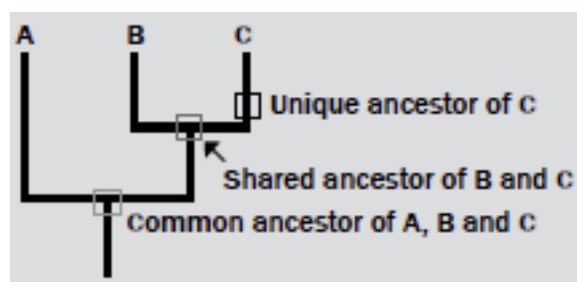 A B C
Unique ancestor of C
Shared ancestor of B and C
Common ancestor of A, B and C